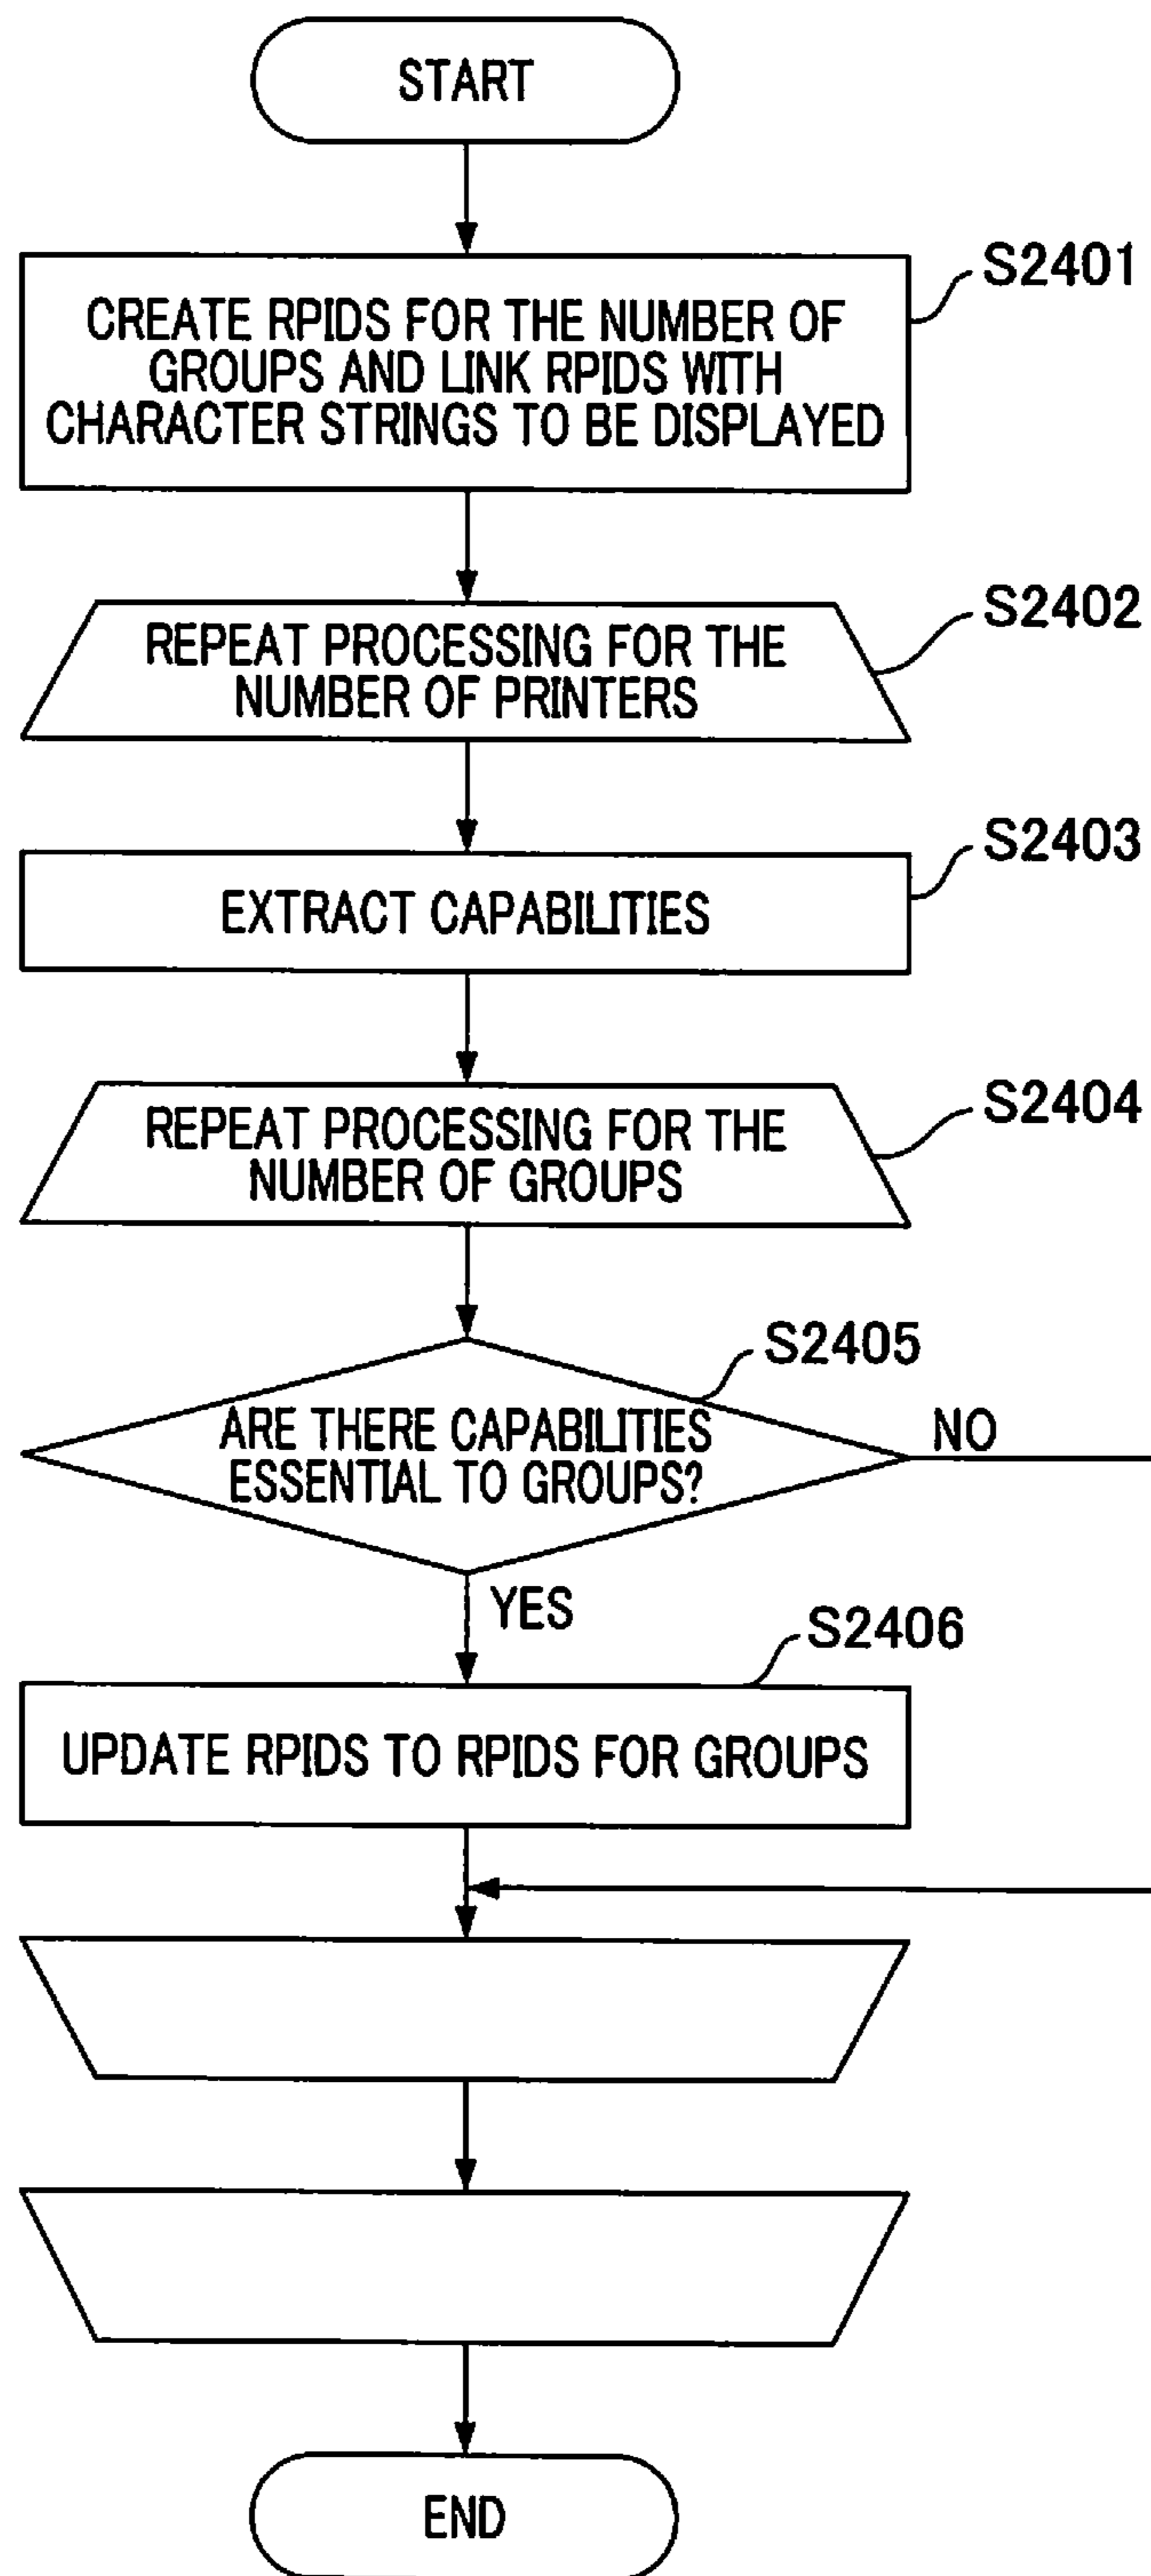 START
S2401
CREATE RPIDS FOR THE NUMBER OF
GROUPS AND LINK RPIDS WITH
CHARACTER STRINGS TO BE DISPLAYED
S2402
REPEAT PROCESSING FOR THE
NUMBER OF PRINTERS
S2403
EXTRACT CAPABILITIES
S2404
REPEAT PROCESSING FOR THE
NUMBER OF GROUPS
S2405
ARE THERE CAPABILITIES
ESSENTIAL TO GROUPS?
NO
YES
S2406
UPDATE RPIDS TO RPIDS FOR GROUPS
END